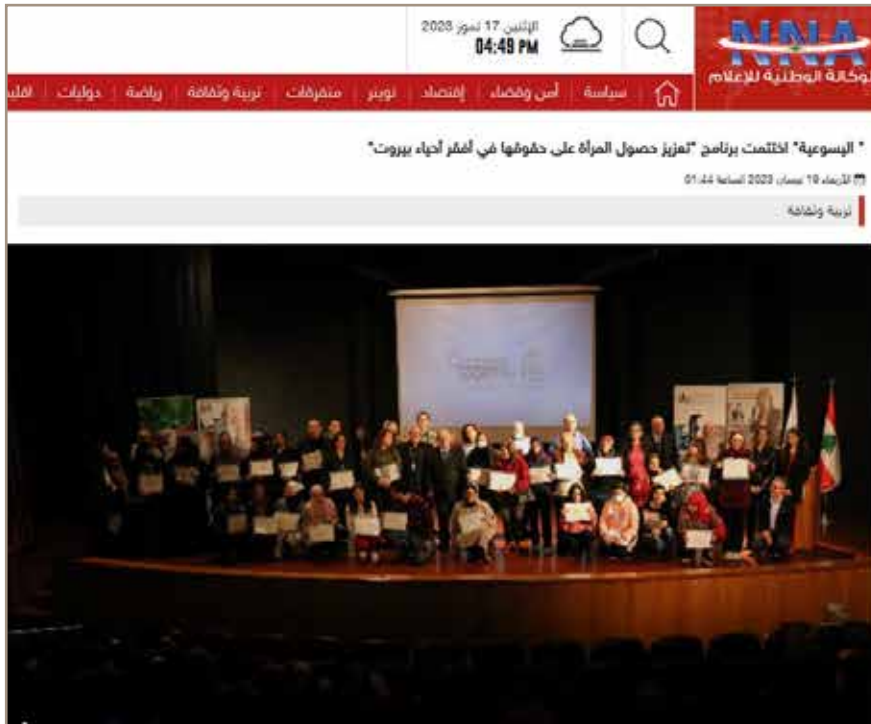 الإثنين 17 تموز 2023
04:49 PM
NNA
الوكالة الوطنية للإعلام
سياسة
أمن وقضاء
إقتصاد
تويتر
متفرقات
تربية وثقافة
رياضة
دوليات
" اليسوعية" اختتمت برنامج "تعزيز حصول المرأة على حقوقها في أفقر أحياء بيروت"
الأربعاء 19 نيسان 2023 الساعة 01:44
تربية وثقافة